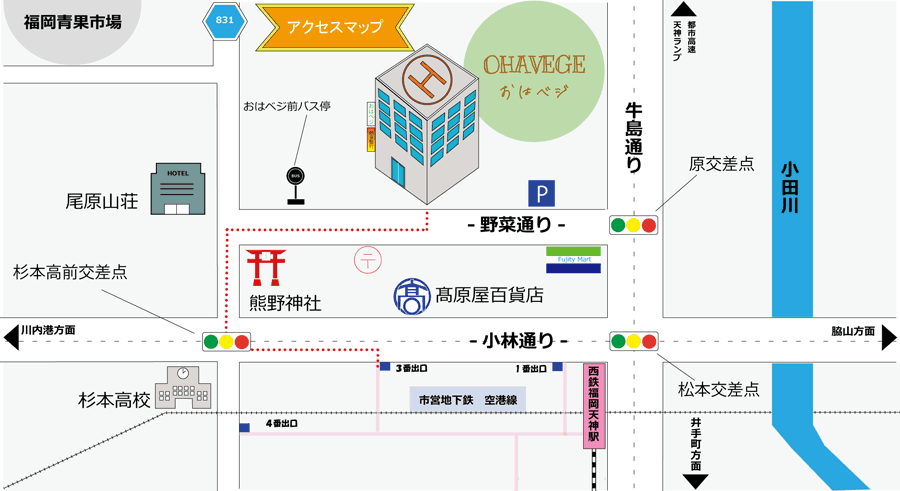 福岡青果市場
831
アクセスマップ
天神ランプ
都市高速
OHAVEGE
おはベジ
おはベジ前バス停
BUS
おはベジ
牛島通り
原交差点
HOTEL
尾原山荘
小田川
P
- 野菜通り -
杉本高前交差点
熊野神社
〒
髙
髙原屋百貨店
Fujity Mart
川内港方面
- 小林通り -
脇山方面
3番出口
1番出口
西鉄福岡天神駅
杉本高校
市営地下鉄 空港線
松本交差点
4番出口
井手町方面